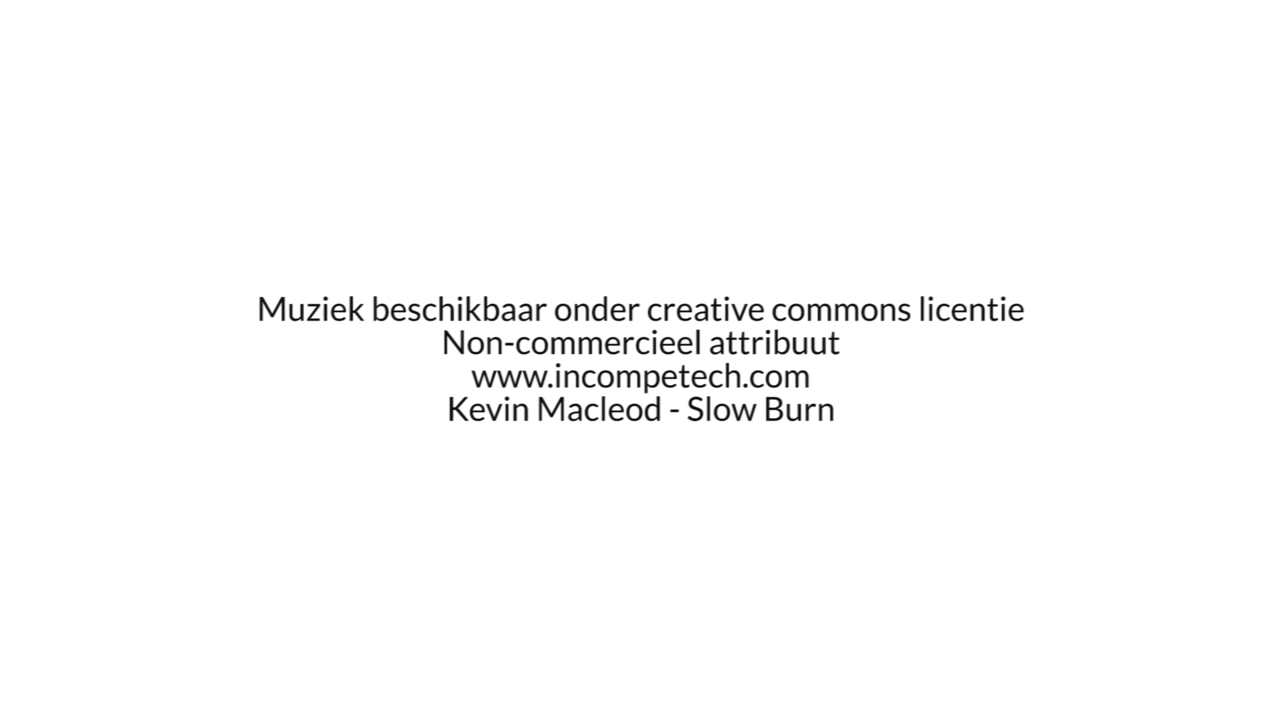 Muziek beschikbaar onder creative commons licentie
Non-commercieel attribuut
www.incompetech.com
Kevin Macleod - Slow Burn